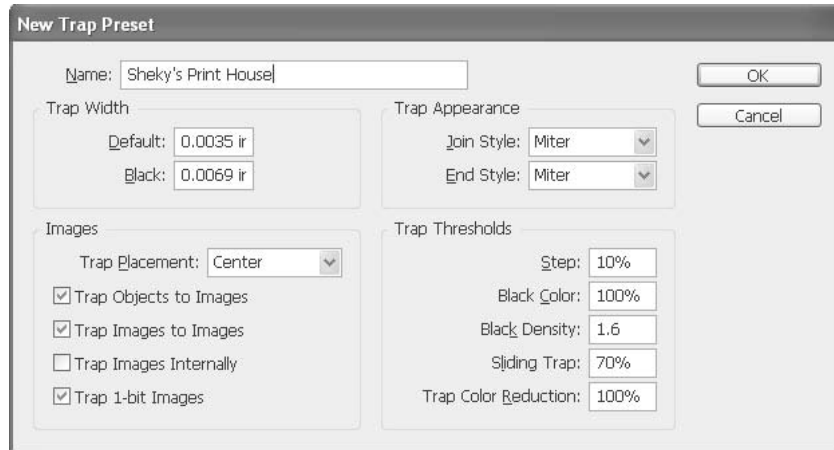 New Trap Preset
Name: Sheky's Print House
OK
Cancel
Trap Width
Default: 0.0035 ir
Black: 0.0069 ir
Trap Appearance
Join Style: Miter
End Style: Miter
Images
Trap Placement: Center
Trap Objects to Images
Trap Images to Images
Trap Images Internally
Trap 1-bit Images
Trap Thresholds
Step: 10%
Black Color: 100%
Black Density: 1.6
Sliding Trap: 70%
Trap Color Reduction: 100%